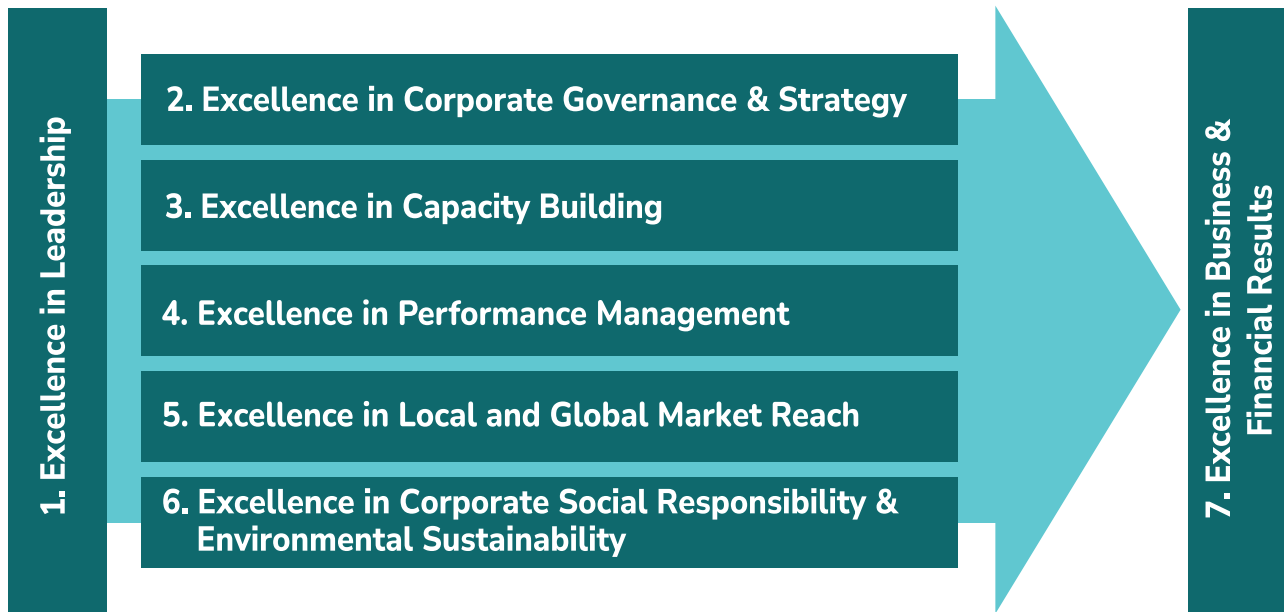 1. Excellence in Leadership
2. Excellence in Corporate Governance & Strategy
3. Excellence in Capacity Building
4. Excellence in Performance Management
5. Excellence in Local and Global Market Reach
6. Excellence in Corporate Social Responsibility &
Environmental Sustainability
7. Excellence in Business &
Financial Results